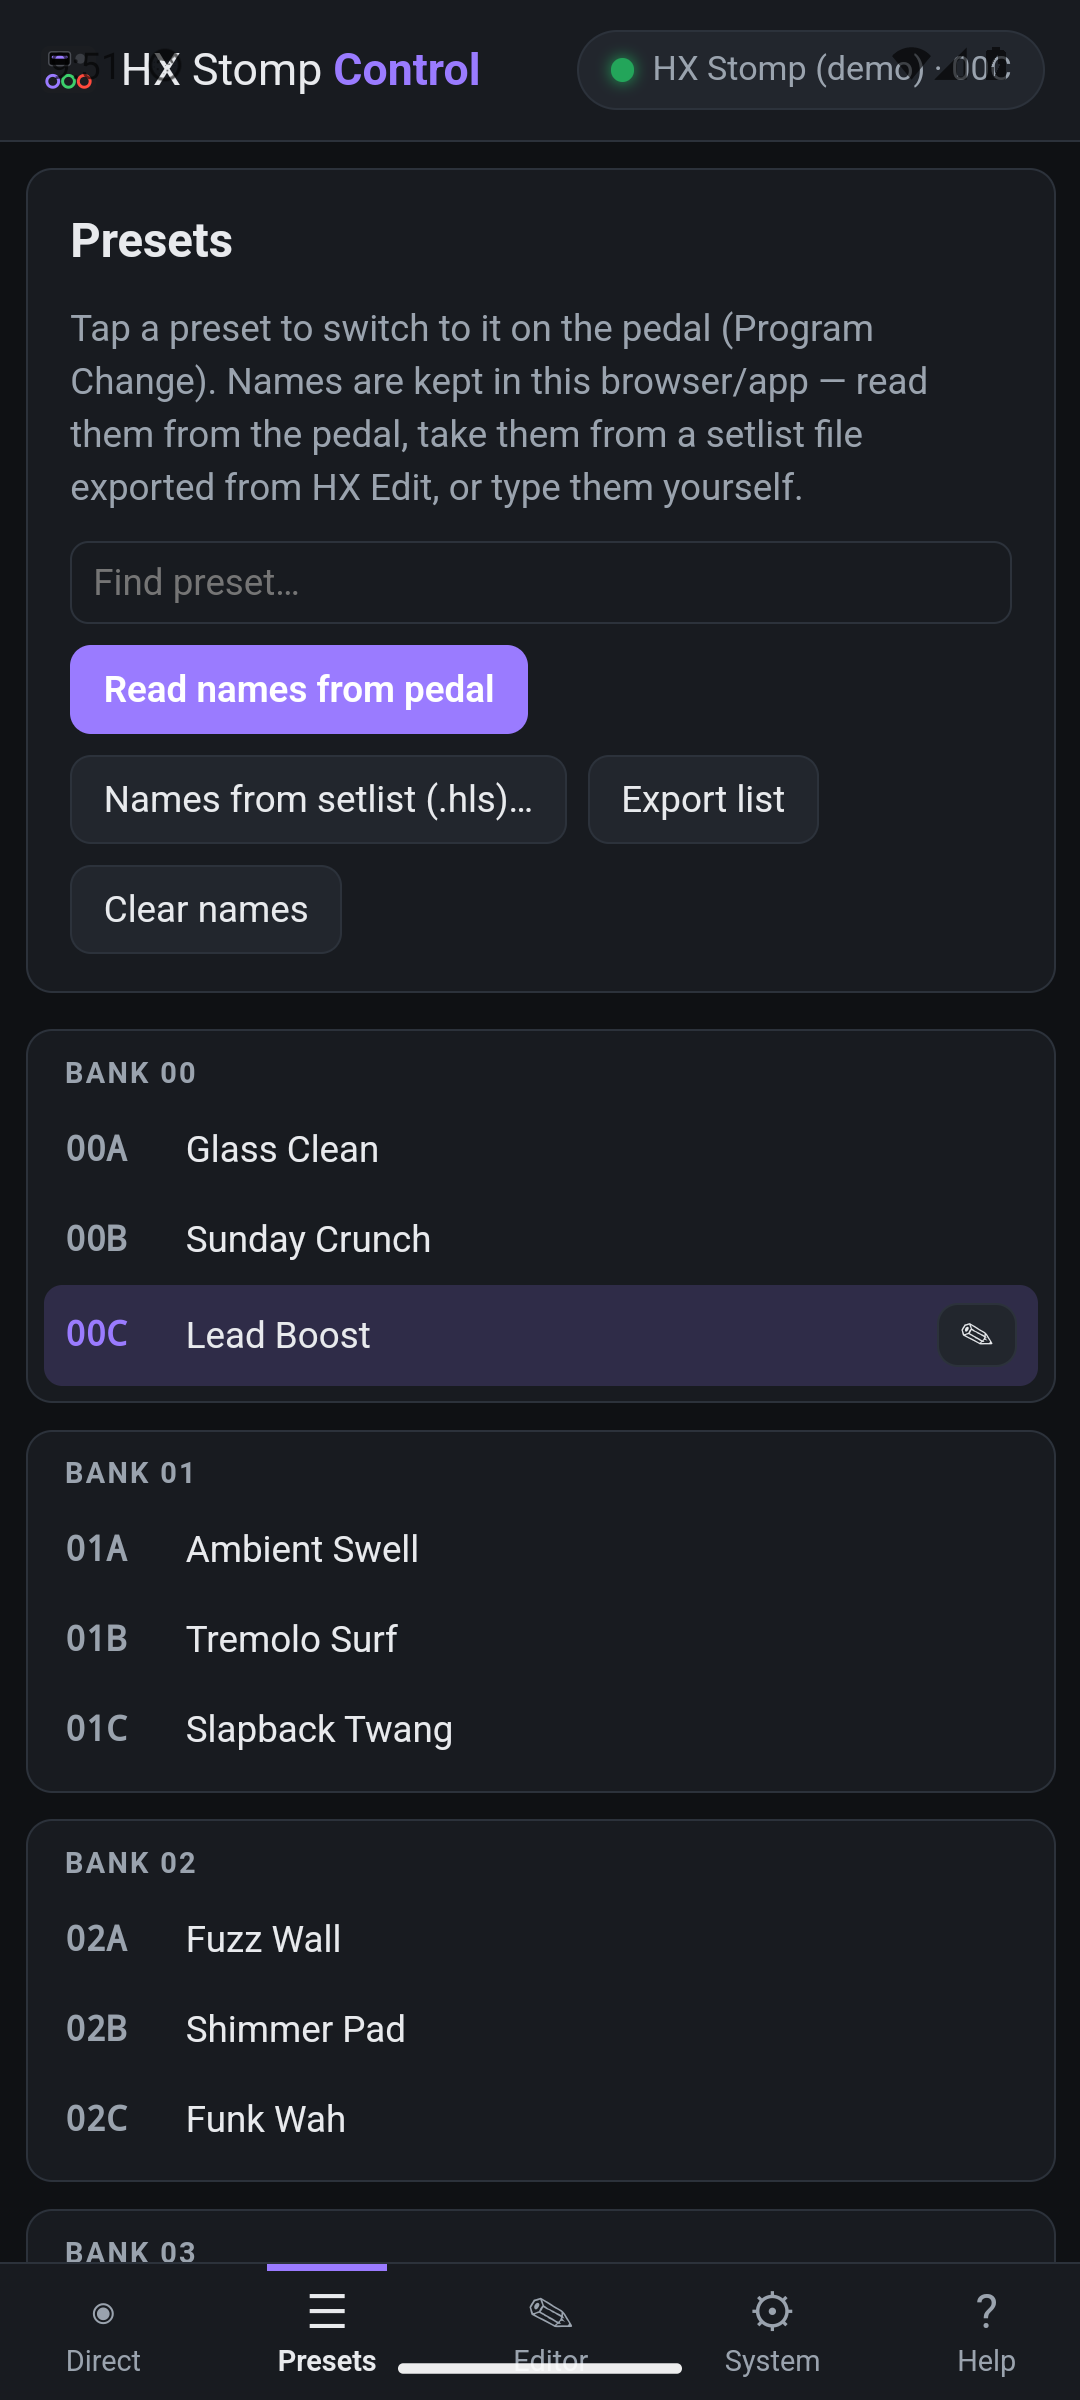 HX Stomp Control
HX Stomp (demo) · 00C
Presets
Tap a preset to switch to it on the pedal (Program
Change). Names are kept in this browser/app — read
them from the pedal, take them from a setlist file
exported from HX Edit, or type them yourself.
Find preset…
Read names from pedal
Names from setlist (.hls)…
Export list
Clear names
BANK 00
00A Glass Clean
00B Sunday Crunch
00C Lead Boost
BANK 01
01A Ambient Swell
01B Tremolo Surf
01C Slapback Twang
BANK 02
02A Fuzz Wall
02B Shimmer Pad
02C Funk Wah
BANK 03
Direct
Presets
Editor
System
? Help